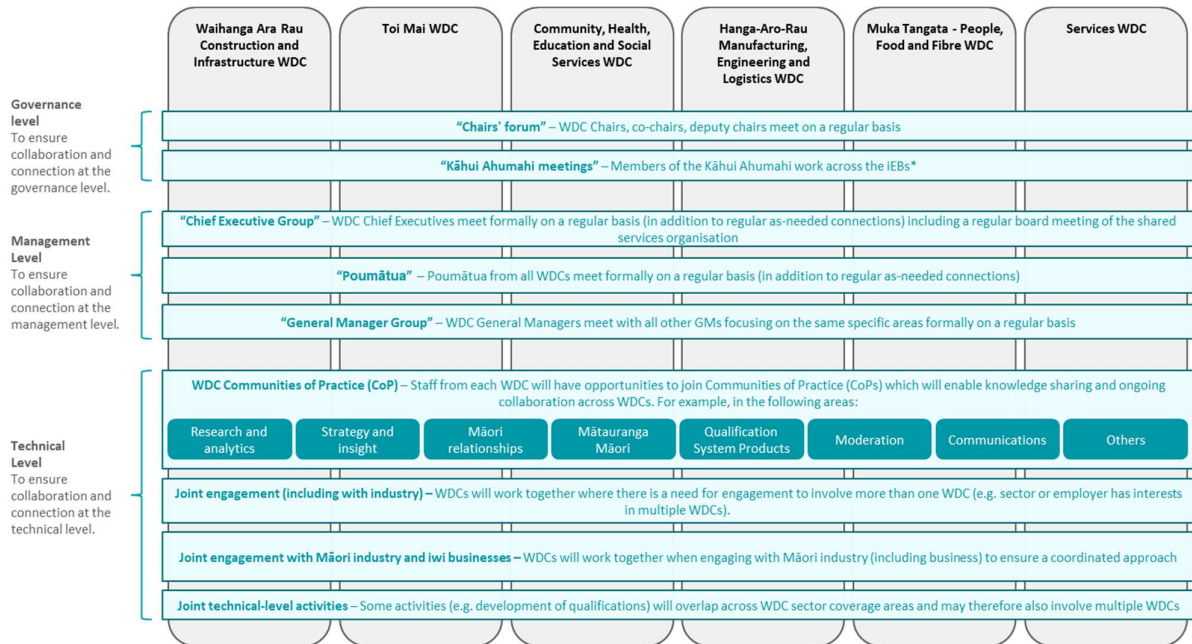 Waihanga Ara Rau
Construction and
Infrastructure WDC
Toi Mai WDC
Community, Health,
Education and Social
Services WDC
Hanga-Aro-Rau
Manufacturing,
Engineering and
Logistics WDC
Muka Tangata - People,
Food and Fibre WDC
Services WDC
Governance
level
To ensure
collaboration and
connection at the
governance level.
“Chairs' forum” – WDC Chairs, co-chairs, deputy chairs meet on a regular basis
“Kāhui Ahumahi meetings” – Members of the Kāhui Ahumahi work across the iEBs*
Management
Level
To ensure
collaboration and
connection at the
management level.
“Chief Executive Group” – WDC Chief Executives meet formally on a regular basis (in addition to regular as-needed connections) including a regular board meeting of the shared
services organisation
“Poumātua” – Poumātua from all WDCs meet formally on a regular basis (in addition to regular as-needed connections)
“General Manager Group” – WDC General Managers meet with all other GMs focusing on the same specific areas formally on a regular basis
Technical
Level
To ensure
collaboration and
connection at the
technical level.
WDC Communities of Practice (CoP) – Staff from each WDC will have opportunities to join Communities of Practice (CoPs) which will enable knowledge sharing and ongoing
collaboration across WDCs. For example, in the following areas:
Research and
analytics
Strategy and
insight
Māori
relationships
Mātauranga
Māori
Qualification
System Products
Moderation
Communications
Others
Joint engagement (including with industry) – WDCs will work together where there is a need for engagement to involve more than one WDC (e.g. sector or employer has interests
in multiple WDCs).
Joint engagement with Māori industry and iwi businesses – WDCs will work together when engaging with Māori industry (including business) to ensure a coordinated approach
Joint technical-level activities – Some activities (e.g. development of qualifications) will overlap across WDC sector coverage areas and may therefore also involve multiple WDCs